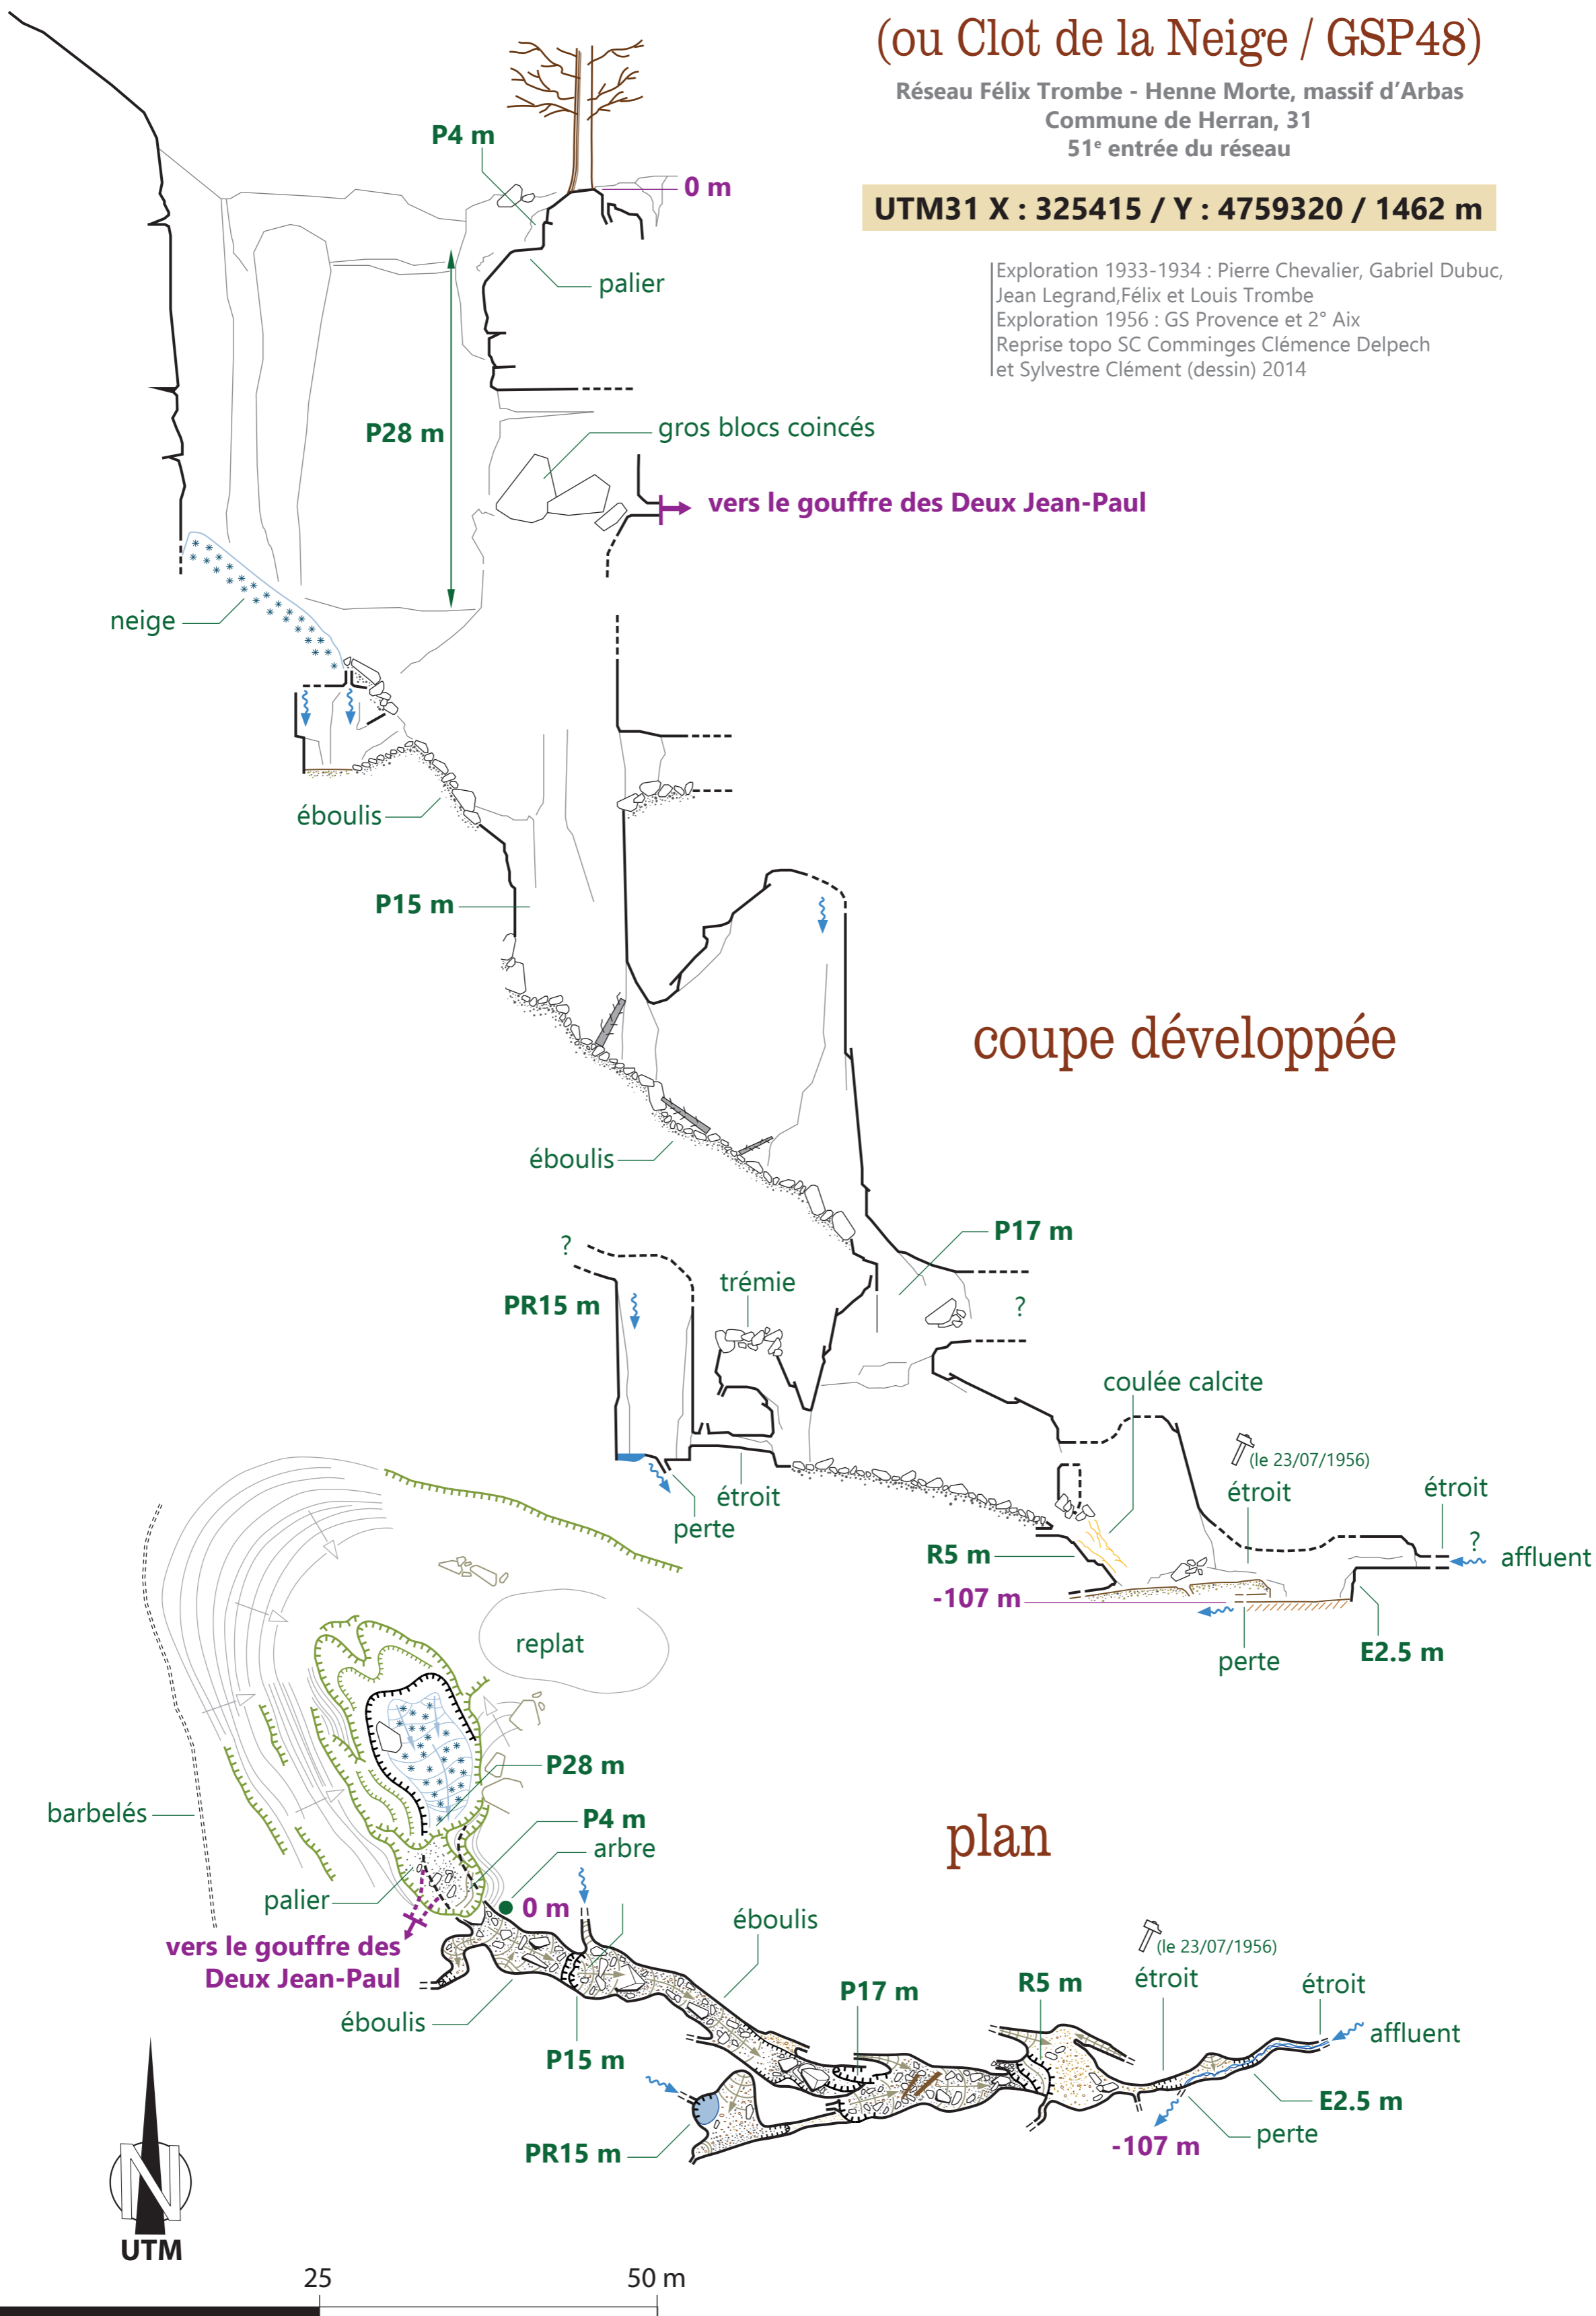 (ou Clot de la Neige / GSP48)
Réseau Félix Trombe - Henne Morte, massif d'Arbas
Commune de Herran, 31
51e entrée du réseau
UTM31 X : 325415 / Y : 4759320 / 1462 m
Exploration 1933-1934 : Pierre Chevalier, Gabriel Dubuc,
Jean Legrand,Félix et Louis Trombe
Exploration 1956 : GS Provence et 2° Aix
Reprise topo SC Comminges Clémence Delpech
et Sylvestre Clément (dessin) 2014
P4 m
0 m
palier
P28 m
gros blocs coincés
vers le gouffre des Deux Jean-Paul
neige
éboulis
P15 m
coupe développée
éboulis
P17 m
?
trémie
PR15 m
?
coulée calcite
(le 23/07/1956)
étroit
étroit
étroit
perte
?
affluent
R5 m
-107 m
E2.5 m
perte
replat
P28 m
barbelés
P4 m
plan
arbre
palier
0 m
éboulis
vers le gouffre des
Deux Jean-Paul
(le 23/07/1956)
étroit
étroit
R5 m
P17 m
éboulis
affluent
P15 m
E2.5 m
perte
-107 m
PR15 m
N
UTM
25
50 m